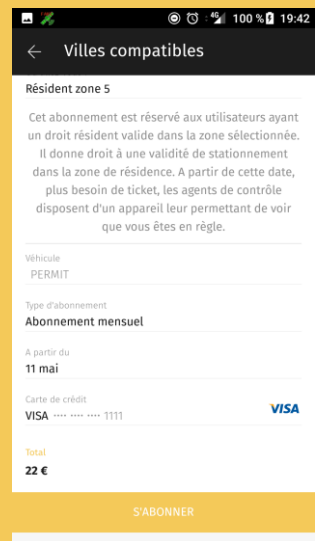 4G 100 % 19:42
Villes compatibles
Résident zone 5
Cet abonnement est réservé aux utilisateurs ayant
un droit résident valide dans la zone sélectionnée.
Il donne droit à une validité de stationnement
dans la zone de résidence. A partir de cette date,
plus besoin de ticket, les agents de contrôle
disposent d'un appareil leur permettant de voir
que vous êtes en règle.
Véhicule
PERMIT
Type d'abonnement
Abonnement mensuel
A partir du
11 mai
Carte de crédit
VISA ···· ···· ···· 1111 VISA
Total
22 €
S'ABONNER